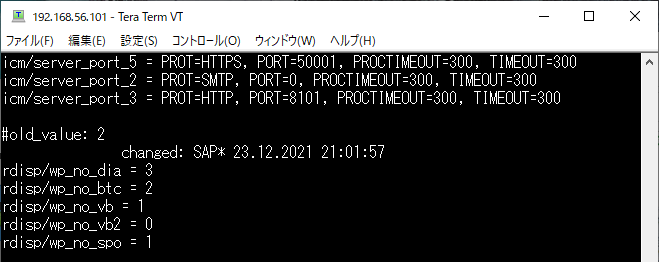 192.168.56.101 - Tera Term VT
ファイル(F) 編集(E) 設定(S) コントロール(O) ウィンドウ(W) ヘルプ(H)
icm/server_port_5 = PROT=HTTPS, PORT=50001, PROCTIMEOUT=300, TIMEOUT=300
icm/server_port_2 = PROT=SMTP, PORT=0, PROCTIMEOUT=300, TIMEOUT=300
icm/server_port_3 = PROT=HTTP, PORT=8101, PROCTIMEOUT=300, TIMEOUT=300
#old_value: 2
changed: SAP* 23.12.2021 21:01:57
rdisp/wp_no_dia = 3
rdisp/wp_no_btc = 2
rdisp/wp_no_vb = 1
rdisp/wp_no_vb2 = 0
rdisp/wp_no_spo = 1